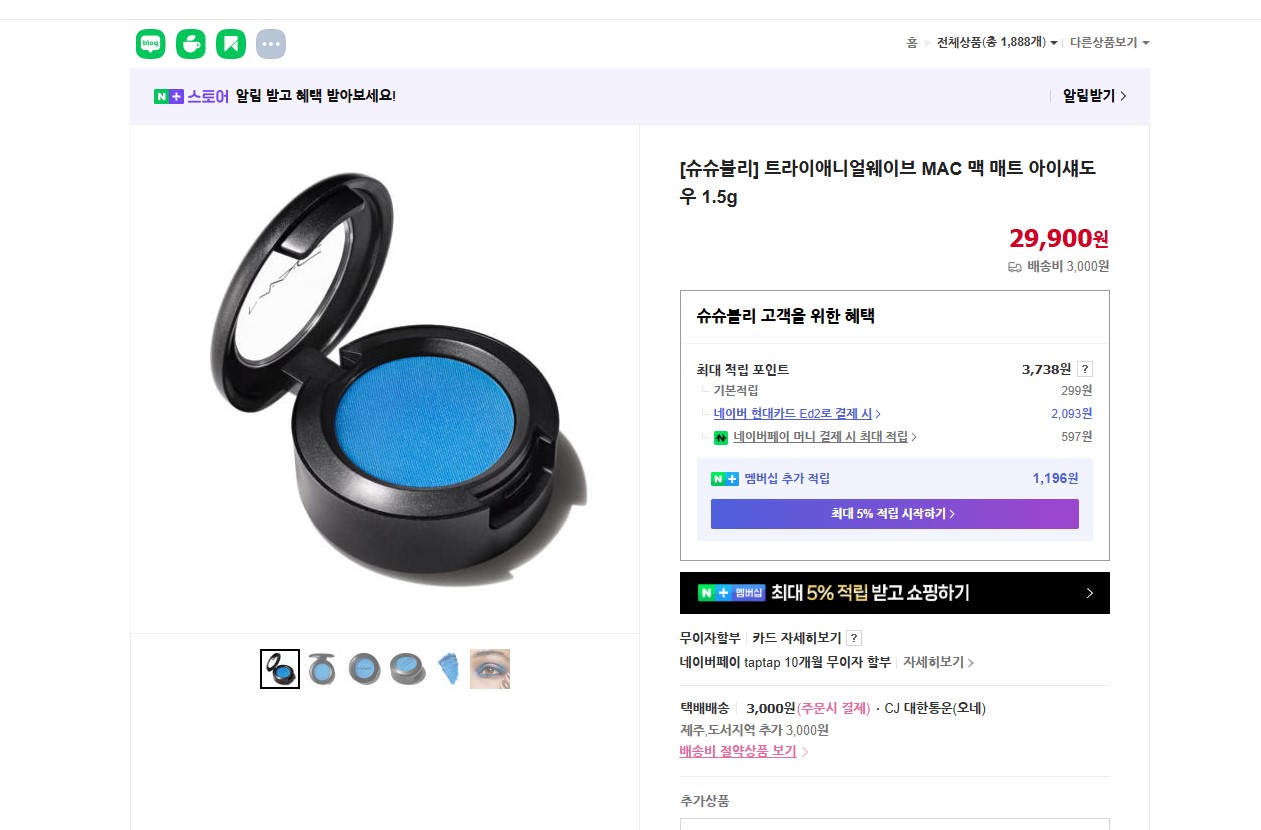 blog
홈 > 전체상품(총 1,888개) 다른상품보기
N+ 스토어 알림 받고 혜택 받아보세요!
알림받기 >
MAC
[슈슈블리] 트라이애니얼웨이브 MAC 맥 매트 아이섀도
우 1.5g
29,900원
배송비 3,000원
슈슈블리 고객을 위한 혜택
최대 적립 포인트 3,738원 ?
기본적립 299원
네이버 현대카드 Ed2로 결제 시 > 2,093원
네이버페이 머니 결제 시 최대 적립 > 597원
N+ 멤버십 추가 적립 1,196원
최대 5% 적립 시작하기 >
N+ 멤버십 최대 5% 적립 받고 쇼핑하기 >
무이자할부 카드 자세히보기 ?
네이버페이 taptap 10개월 무이자 할부 자세히보기 >
택배배송 3,000원(주문시 결제) · CJ 대한통운(오네)
제주,도서지역 추가 3,000원
배송비 절약상품 보기 >
추가상품